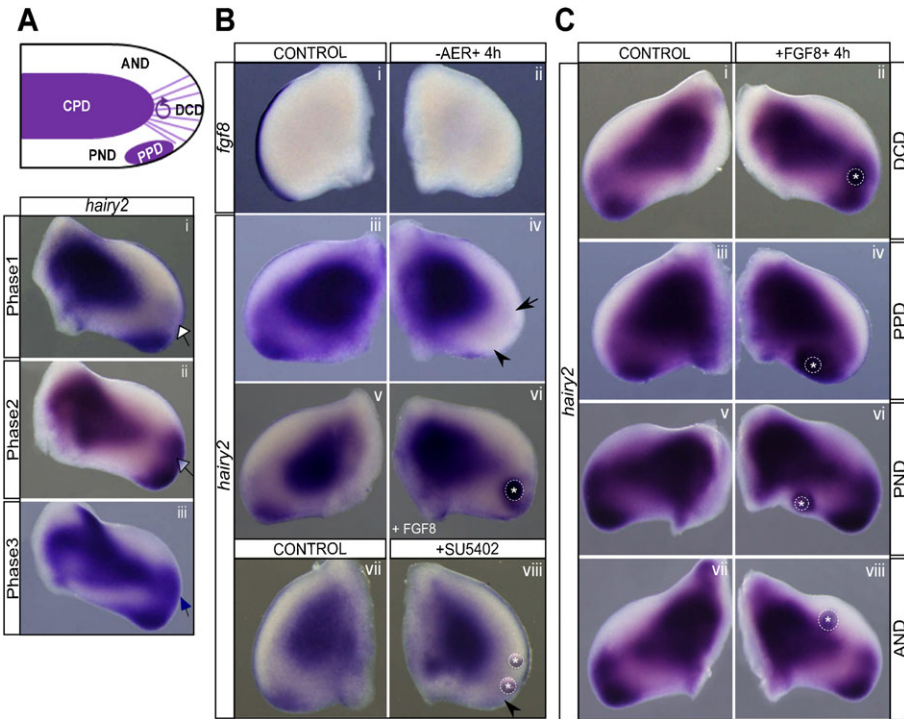 A
AND
CPD
DCD
PND
PPD
hairy2
Phase1
i
Phase2
ii
Phase3
iii
B
CONTROL
-AER+ 4h
fgf8
i
ii
hairy2
iii
iv
v
vi
+ FGF8
*
CONTROL
+SU5402
vii
viii
*
*
C
CONTROL
+FGF8+ 4h
hairy2
i
ii
*
DCD
iii
iv
*
PPD
v
vi
*
PND
vii
viii
*
AND